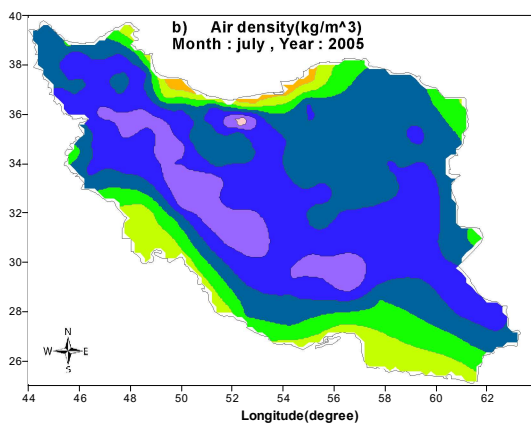 b) Air density(kg/m^3)
Month : july , Year : 2005
40
38
36
34
32
30
28
26
N
W E
S
44 46 48 50 52 54 56 58 60 62
Longitude(degree)